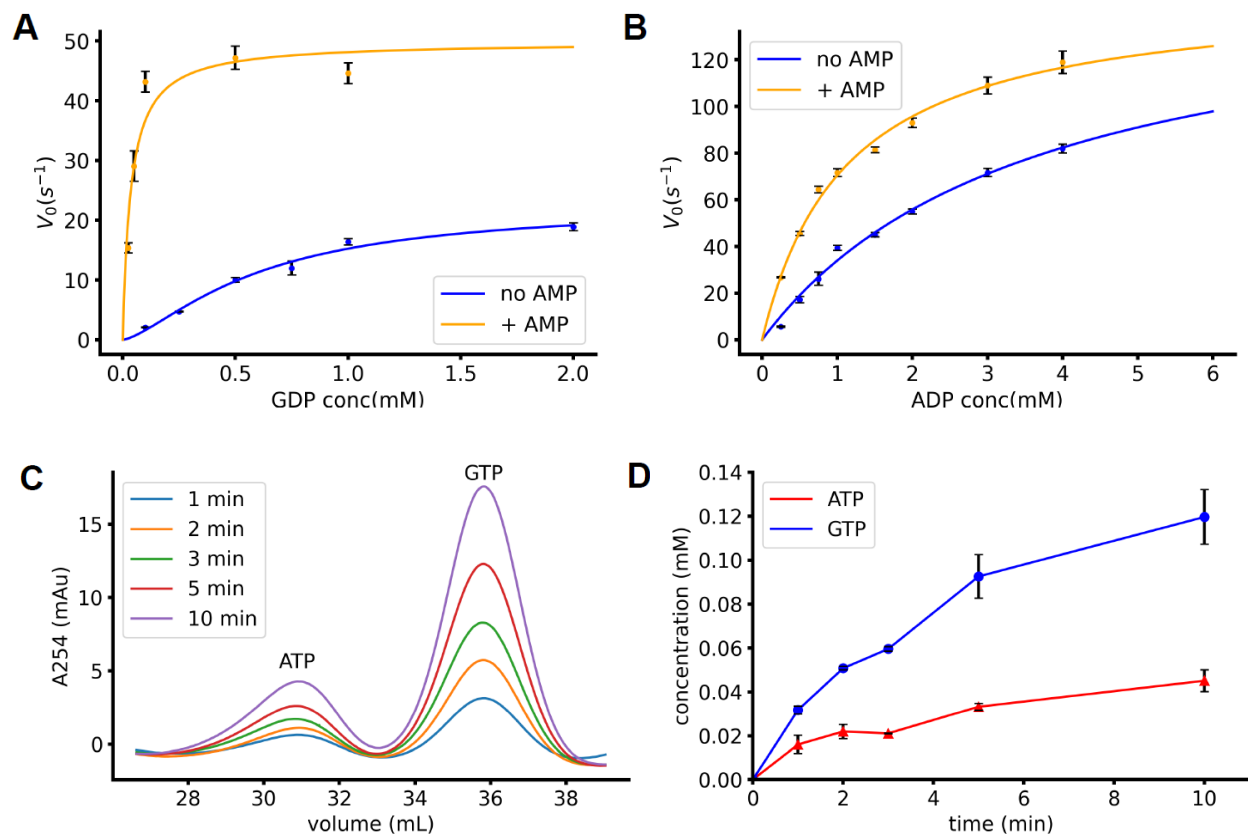 A
V₀(s⁻¹)
50
40
30
20
10
0
no AMP
+ AMP
0.0 0.5 1.0 1.5 2.0
GDP conc(mM)
B
V₀(s⁻¹)
120
100
80
60
40
20
0
no AMP
+ AMP
0 1 2 3 4 5 6
ADP conc(mM)
C
A254 (mAu)
15
10
5
0
1 min
2 min
3 min
5 min
10 min
ATP
GTP
28 30 32 34 36 38
volume (mL)
D
concentration (mM)
0.14
0.12
0.10
0.08
0.06
0.04
0.02
0.00
ATP
GTP
0 2 4 6 8 10
time (min)